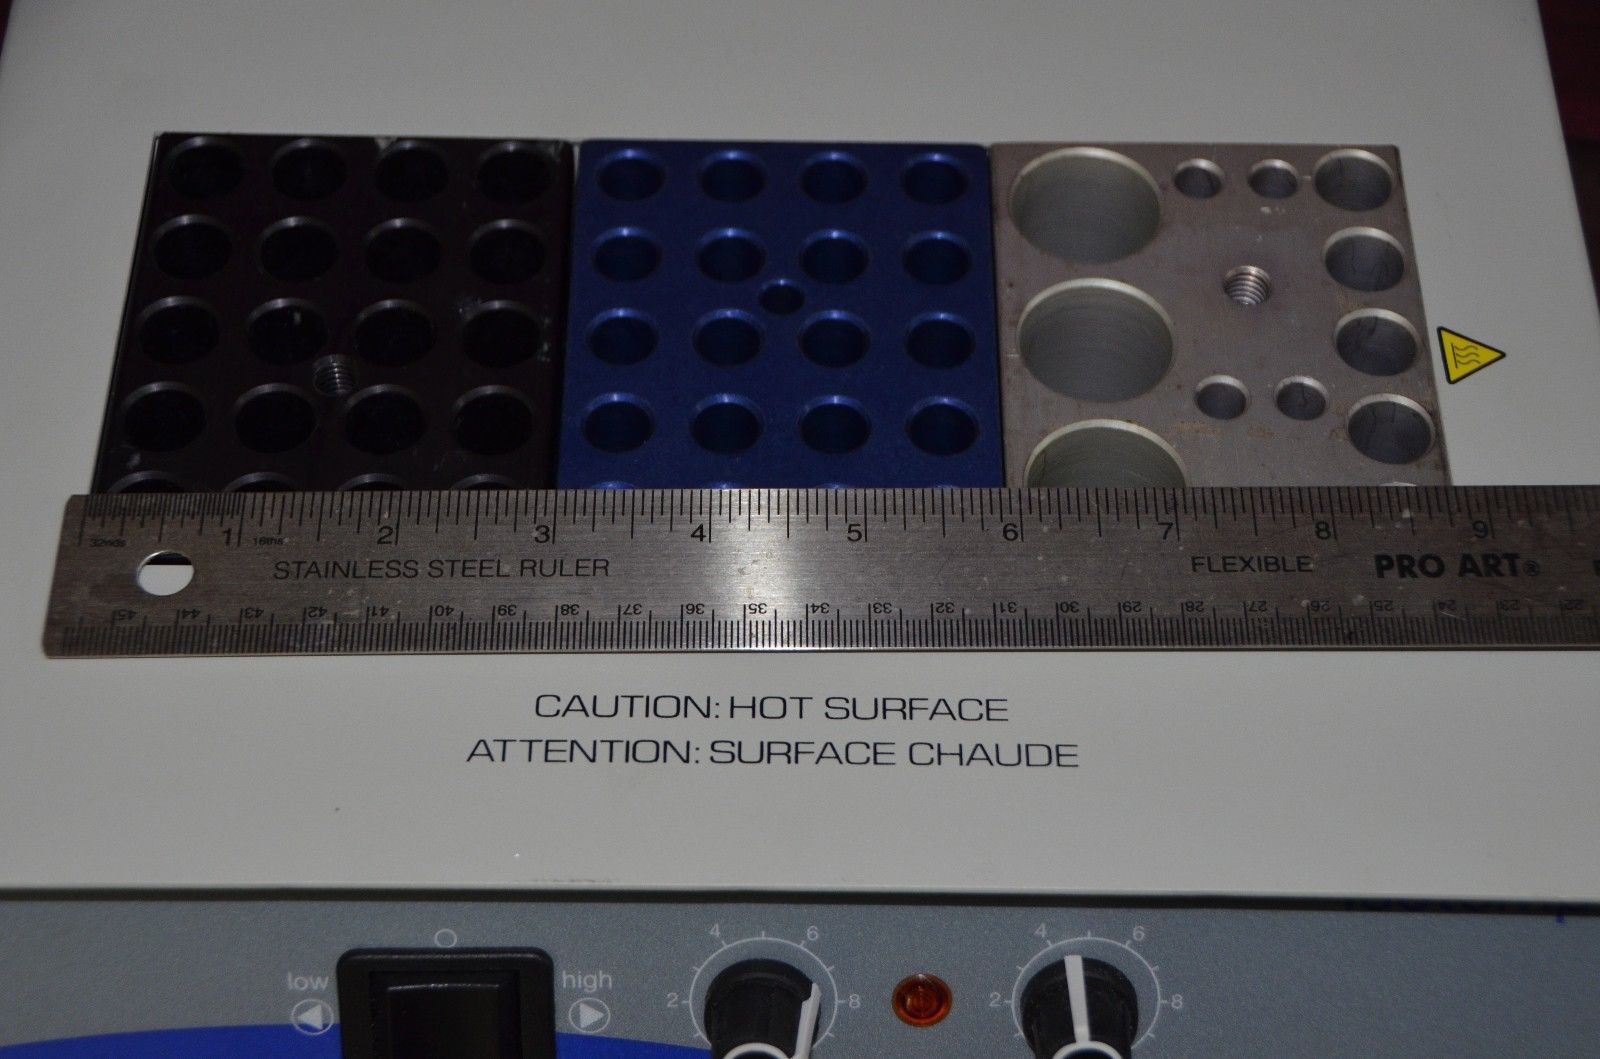 1 2 3 4 5 6 7 8 9
32nds 16ths
STAINLESS STEEL RULER FLEXIBLE PRO ART®
45 44 43 42 41 40 39 38 37 36 35 34 33 32 31 30 29 28 27 26 25 24 23 22
CAUTION: HOT SURFACE
ATTENTION: SURFACE CHAUDE
4 6 4 6
low high
2 8 2 8